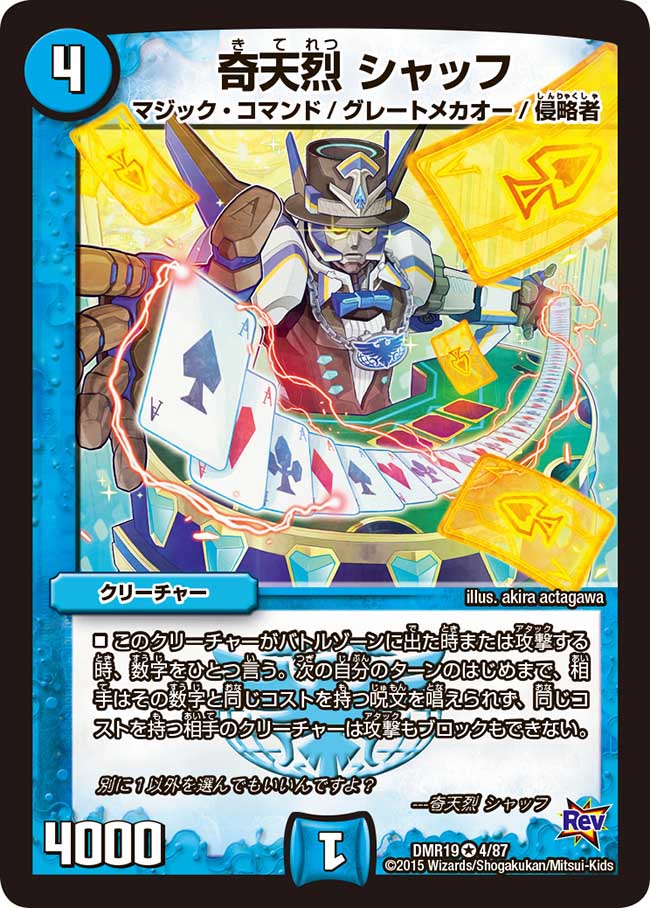 4
奇天烈 シャッフ
マジック・コマンド / グレートメカオー / 侵略者
A
A
A
クリーチャー
illus. akira actagawa
■ このクリーチャーがバトルゾーンに出た時または攻撃する
時、数字をひとつ言う。次の自分のターンのはじめまで、相
手はその数字と同じコストを持つ呪文を唱えられず、同じコ
ストを持つ相手のクリーチャーは攻撃もブロックもできない。
別に1以外を選んでもいいんですよ?
---奇天烈 シャッフ
4000
1
Rev
DMR19 ✪ 4/87
©2015 Wizards/Shogakukan/Mitsui-Kids